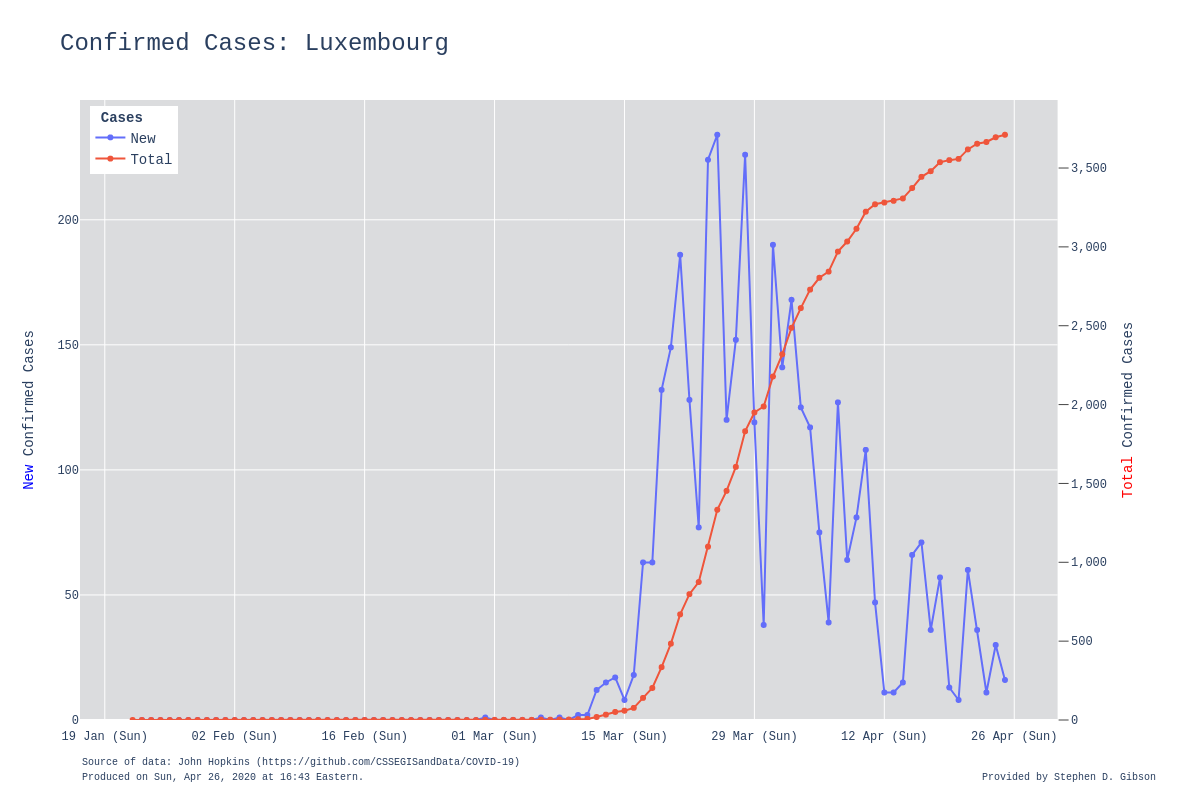 Confirmed Cases: Luxembourg
Cases
New
Total
200
150
100
50
0
New Confirmed Cases
3,500
3,000
2,500
2,000
1,500
1,000
500
0
Total Confirmed Cases
19 Jan (Sun)
02 Feb (Sun)
16 Feb (Sun)
01 Mar (Sun)
15 Mar (Sun)
29 Mar (Sun)
12 Apr (Sun)
26 Apr (Sun)
Source of data: John Hopkins (https://github.com/CSSEGISandData/COVID-19)
Produced on Sun, Apr 26, 2020 at 16:43 Eastern.
Provided by Stephen D. Gibson